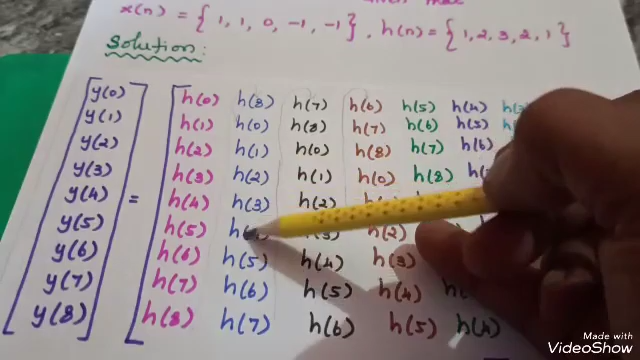 x(n) = { 1, 1, 0, -1, -1 } , h(n) = { 1, 2, 3, 2, 1 }
Solution:
y(0) h(0) h(8) h(7) h(6) h(5) h(4)
y(1) h(1) h(0) h(8) h(7) h(6) h(5)
y(2) h(2) h(1) h(0) h(8) h(7) h(6)
y(3) h(3) h(2) h(1) h(0) h(8)
y(4) = h(4) h(3) h(2)
y(5) h(5) h(3) h(2)
y(6) h(6) h(5) h(4) h(3)
y(7) h(7) h(6) h(5) h(4)
y(8) h(8) h(7) h(6) h(5) h(4)
Made with
VideoShow